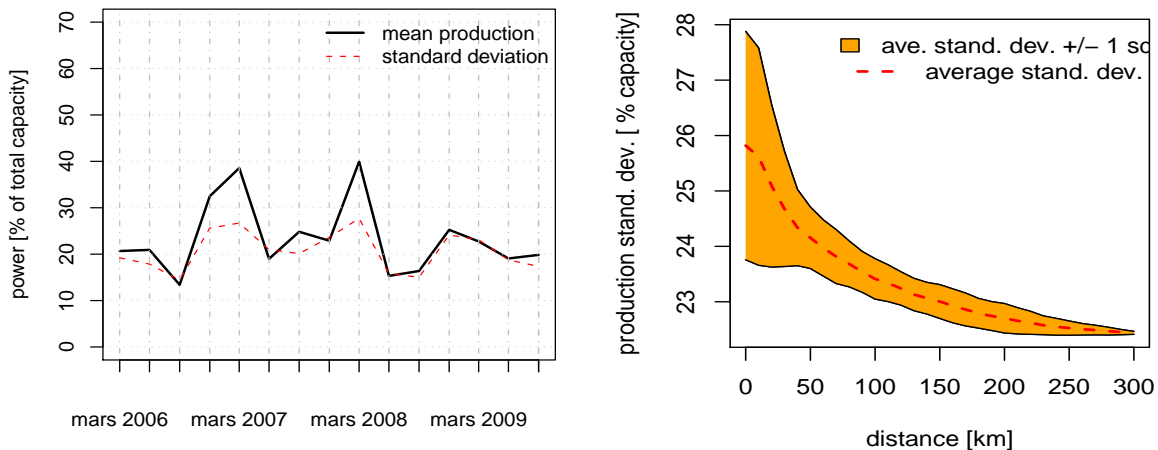 power [% of total capacity]
70
60
50
40
30
20
10
0
mean production
standard deviation
mars 2006
mars 2007
mars 2008
mars 2009
production stand. dev. [ % capacity]
28
27
26
25
24
23
ave. stand. dev. +/− 1 sd
average stand. dev.
0
50
100
150
200
250
300
distance [km]